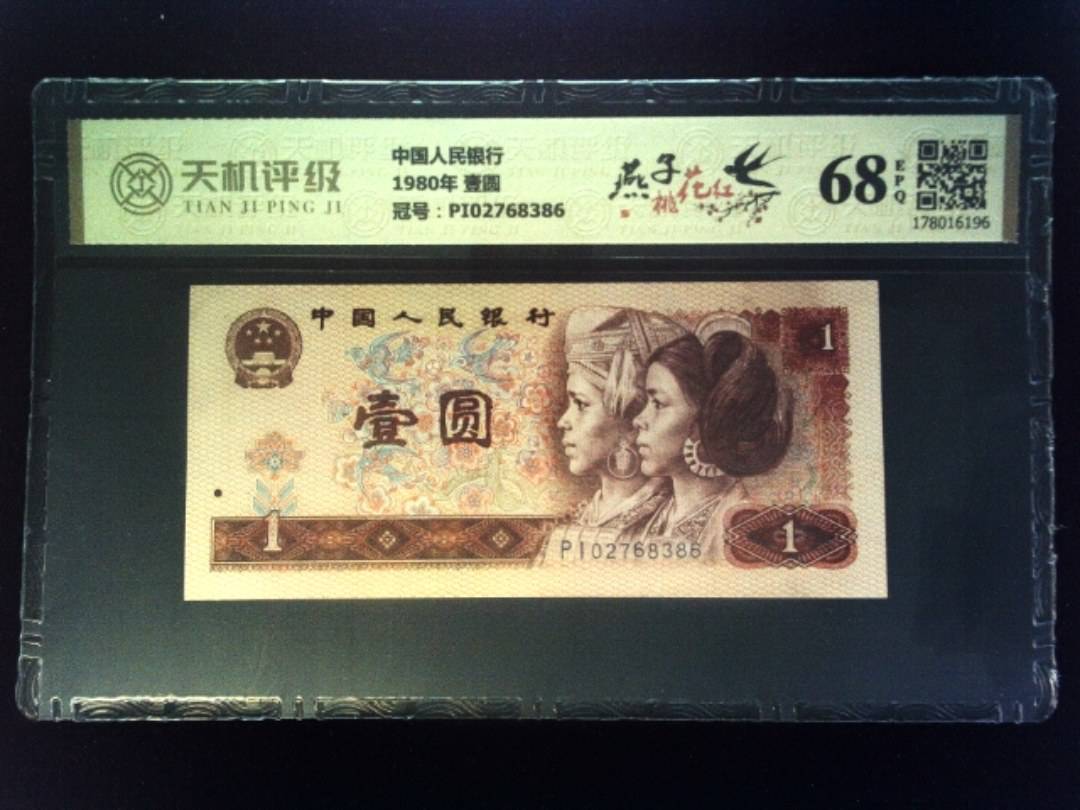 天机评级
TIAN JI PING JI
中国人民银行
1980年 壹圆
冠号：PI02768386
燕子
桃花红
68
EPQ
178016196
中国人民银行
1
壹圆
1
PI02768386
1